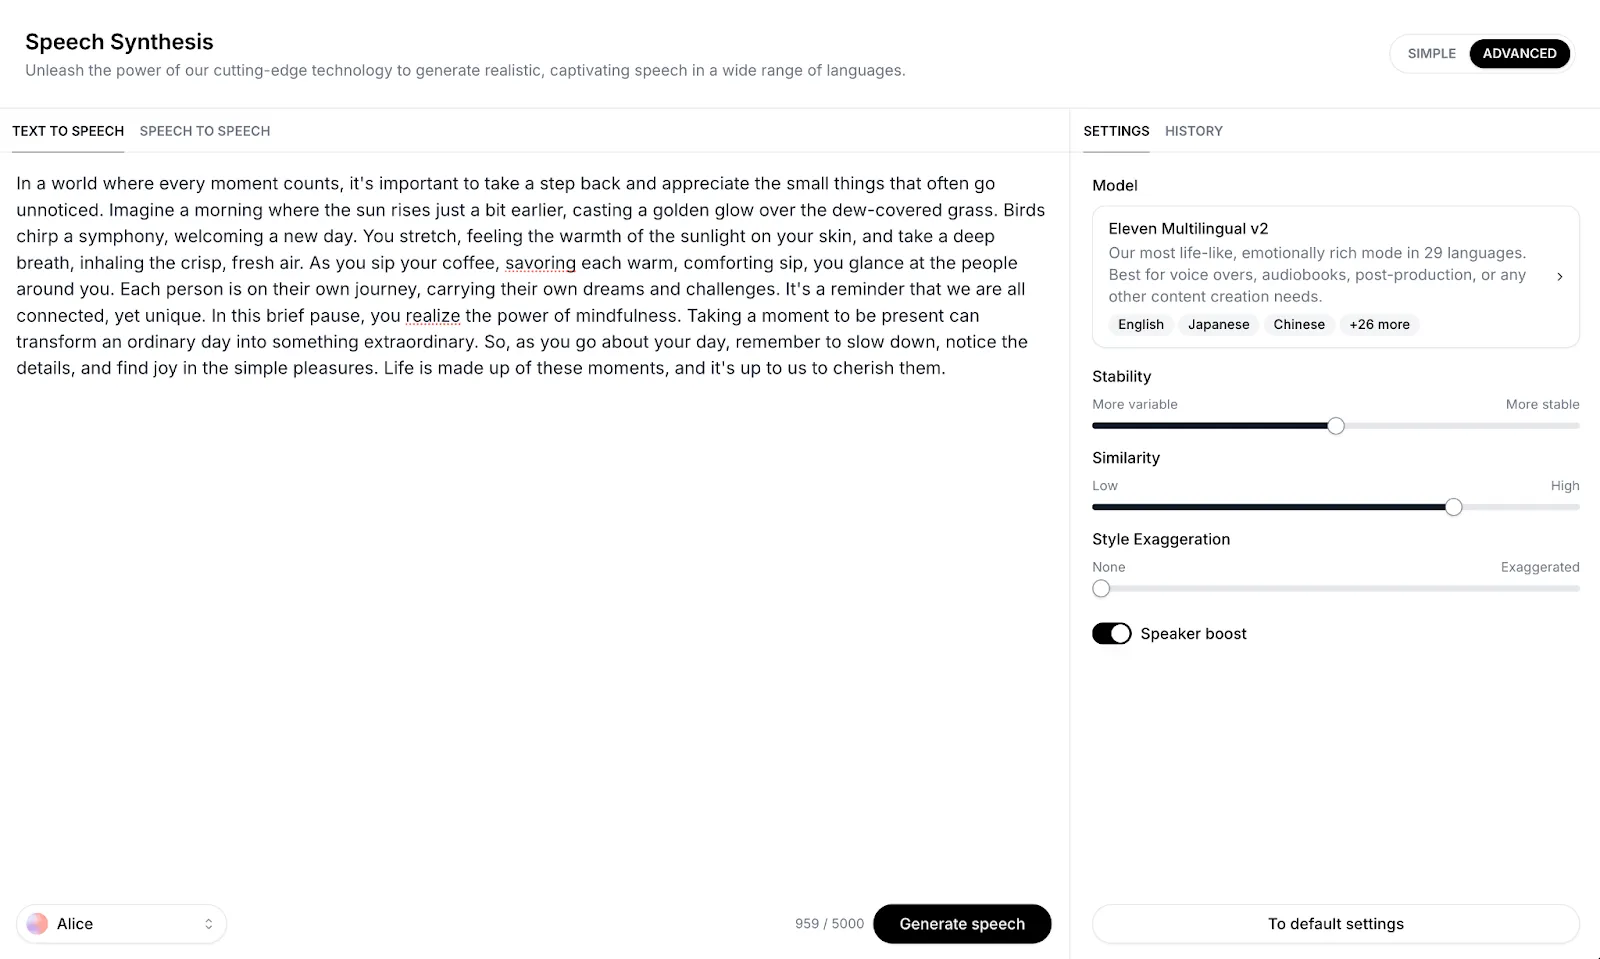 Speech Synthesis
Unleash the power of our cutting-edge technology to generate realistic, captivating speech in a wide range of languages.
SIMPLE
ADVANCED
TEXT TO SPEECH
SPEECH TO SPEECH
In a world where every moment counts, it's important to take a step back and appreciate the small things that often go
unnoticed. Imagine a morning where the sun rises just a bit earlier, casting a golden glow over the dew-covered grass. Birds
chirp a symphony, welcoming a new day. You stretch, feeling the warmth of the sunlight on your skin, and take a deep
breath, inhaling the crisp, fresh air. As you sip your coffee, savoring each warm, comforting sip, you glance at the people
around you. Each person is on their own journey, carrying their own dreams and challenges. It's a reminder that we are all
connected, yet unique. In this brief pause, you realize the power of mindfulness. Taking a moment to be present can
transform an ordinary day into something extraordinary. So, as you go about your day, remember to slow down, notice the
details, and find joy in the simple pleasures. Life is made up of these moments, and it's up to us to cherish them.
Alice
959 / 5000
Generate speech
SETTINGS
HISTORY
Model
Eleven Multilingual v2
Our most life-like, emotionally rich mode in 29 languages.
Best for voice overs, audiobooks, post-production, or any
other content creation needs.
English
Japanese
Chinese
+26 more
Stability
More variable
More stable
Similarity
Low
High
Style Exaggeration
None
Exaggerated
Speaker boost
To default settings